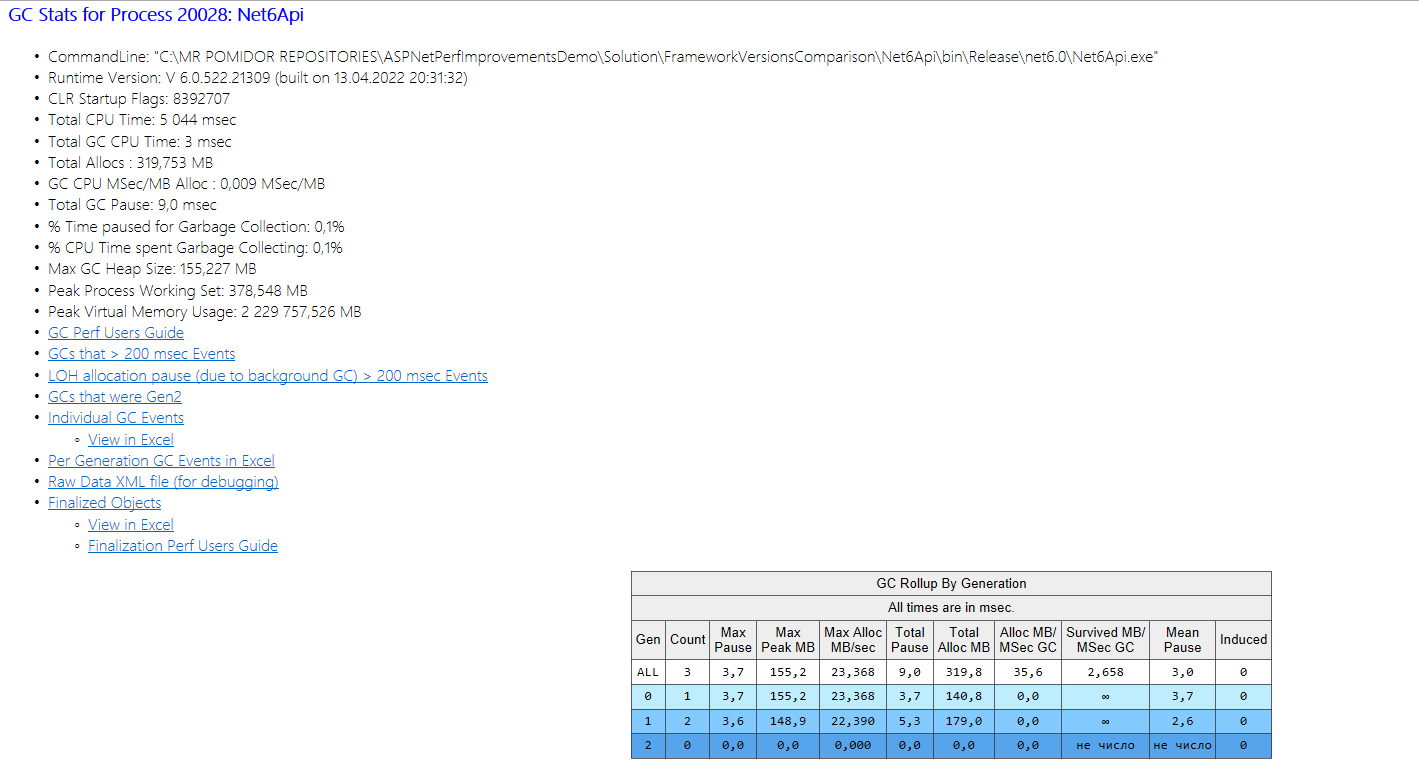 GC Stats for Process 20028: Net6Api
• CommandLine: "C:\MR POMIDOR REPOSITORIES\ASPNetPerfImprovementsDemo\Solution\FrameworkVersionsComparison\Net6Api\bin\Release\net6.0\Net6Api.exe"
• Runtime Version: V 6.0.522.21309 (built on 13.04.2022 20:31:32)
• CLR Startup Flags: 8392707
• Total CPU Time: 5 044 msec
• Total GC CPU Time: 3 msec
• Total Allocs : 319,753 MB
• GC CPU MSec/MB Alloc : 0,009 MSec/MB
• Total GC Pause: 9,0 msec
• % Time paused for Garbage Collection: 0,1%
• % CPU Time spent Garbage Collecting: 0,1%
• Max GC Heap Size: 155,227 MB
• Peak Process Working Set: 378,548 MB
• Peak Virtual Memory Usage: 2 229 757,526 MB
• GC Perf Users Guide
• GCs that > 200 msec Events
• LOH allocation pause (due to background GC) > 200 msec Events
• GCs that were Gen2
• Individual GC Events
◦ View in Excel
• Per Generation GC Events in Excel
• Raw Data XML file (for debugging)
• Finalized Objects
◦ View in Excel
◦ Finalization Perf Users Guide
GC Rollup By Generation
All times are in msec.
Gen Count Max Pause Max Peak MB Max Alloc MB/sec Total Pause Total Alloc MB Alloc MB/ MSec GC Survived MB/ MSec GC Mean Pause Induced
ALL 3 3,7 155,2 23,368 9,0 319,8 35,6 2,658 3,0 0
0 1 3,7 155,2 23,368 3,7 140,8 0,0 ∞ 3,7 0
1 2 3,6 148,9 22,390 5,3 179,0 0,0 ∞ 2,6 0
2 0 0,0 0,0 0,000 0,0 0,0 0,0 не число не число 0